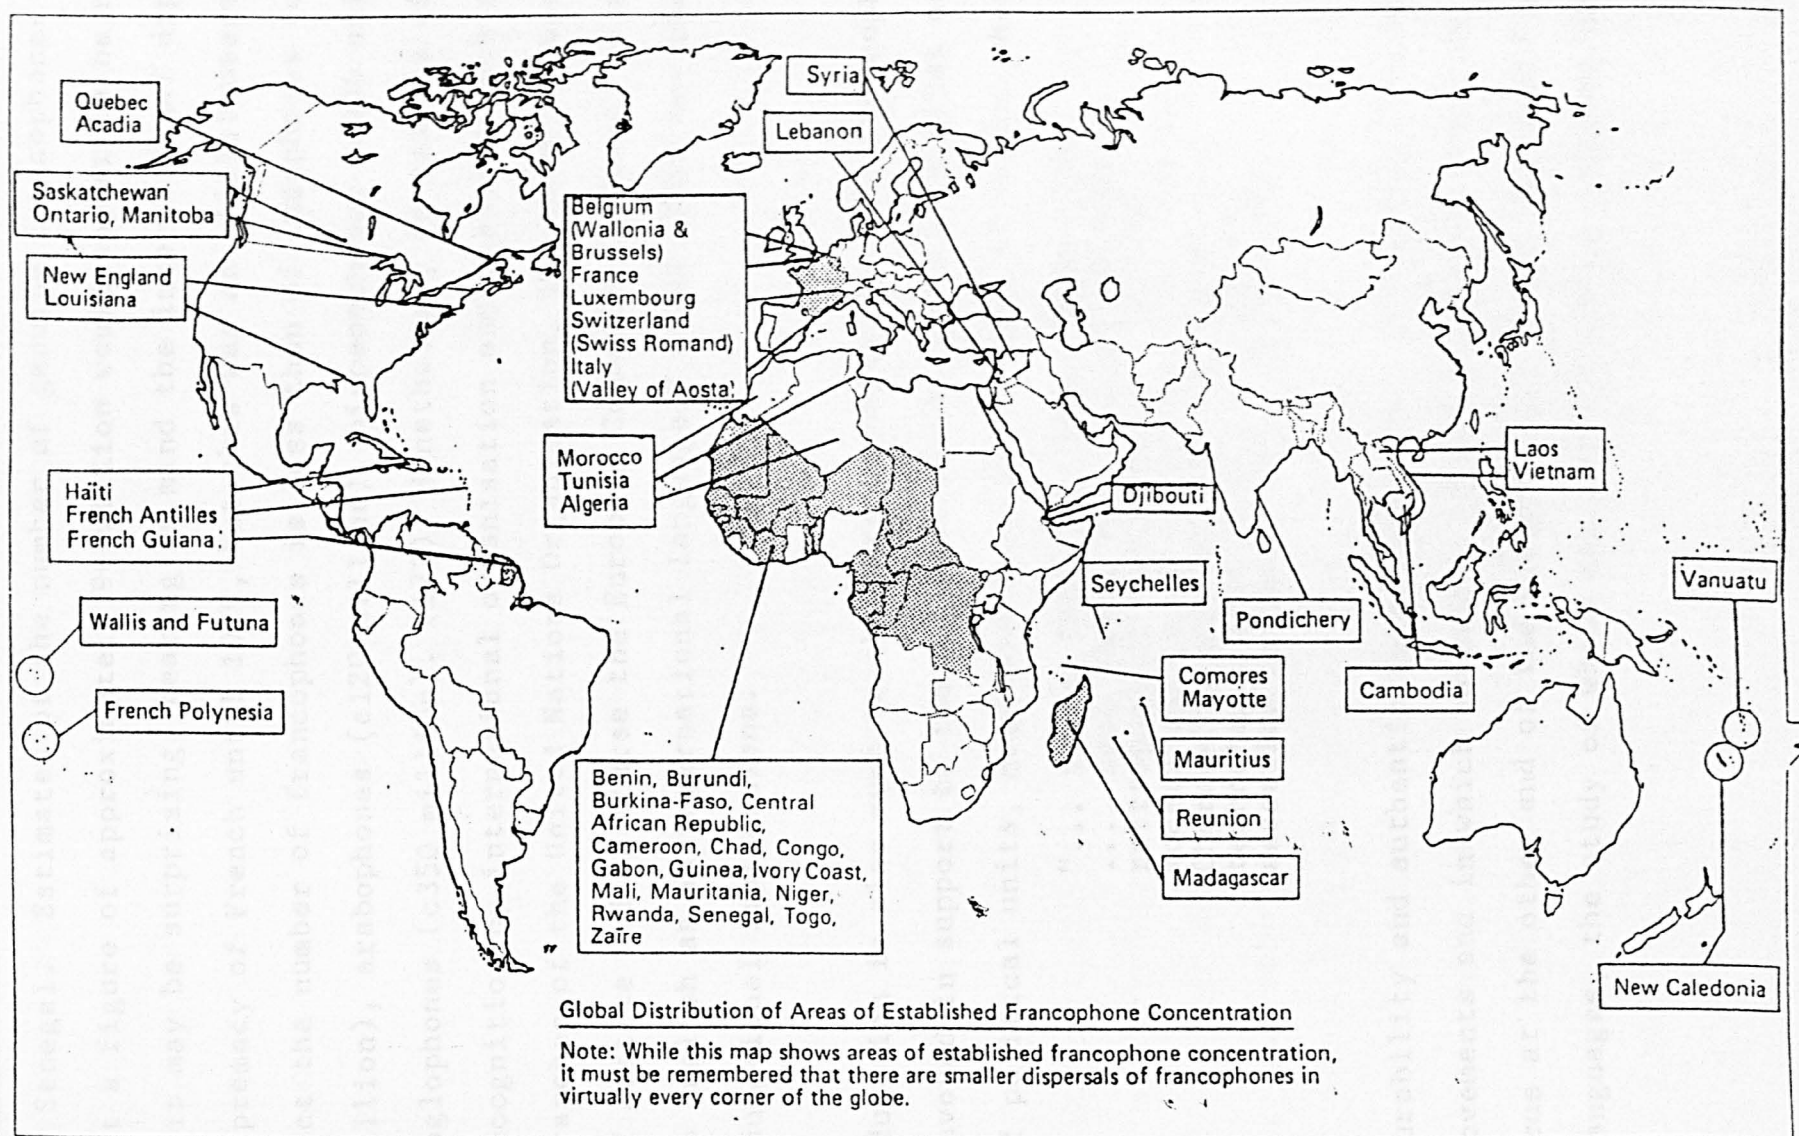 Quebec
Acadia
Saskatchewan
Ontario, Manitoba
New England
Louisiana
Haïti
French Antilles
French Guiana
Wallis and Futuna
French Polynesia
Syria
Lebanon
Belgium
(Wallonia &
Brussels)
France
Luxembourg
Switzerland
(Swiss Romand)
Italy
(Valley of Aosta)
Morocco
Tunisia
Algeria
Benin, Burundi,
Burkina-Faso, Central
African Republic,
Cameroon, Chad, Congo,
Gabon, Guinea, Ivory Coast,
Mali, Mauritania, Niger,
Rwanda, Senegal, Togo,
Zaïre
Djibouti
Seychelles
Pondichery
Comores
Mayotte
Mauritius
Reunion
Madagascar
Laos
Vietnam
Cambodia
Vanuatu
New Caledonia
Global Distribution of Areas of Established Francophone Concentration
Note: While this map shows areas of established francophone concentration,
it must be remembered that there are smaller dispersals of francophones in
virtually every corner of the globe.